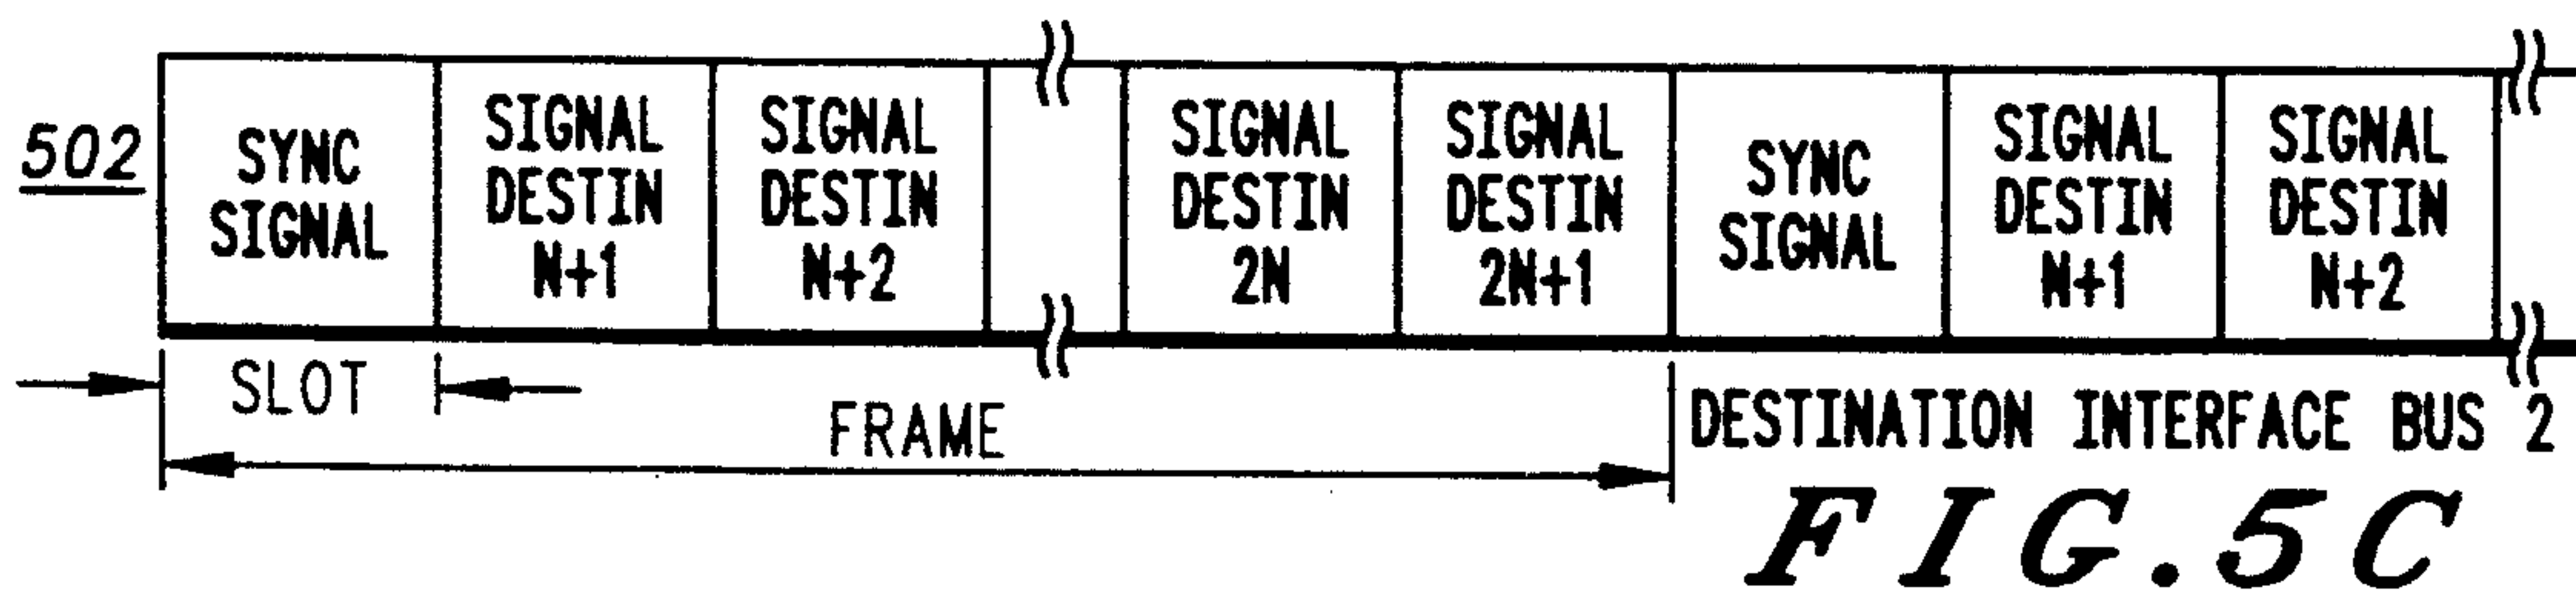 502
SYNC
SIGNAL
SIGNAL
DESTIN
N+1
SIGNAL
DESTIN
N+2
SIGNAL
DESTIN
2N
SIGNAL
DESTIN
2N+1
SYNC
SIGNAL
SIGNAL
DESTIN
N+1
SIGNAL
DESTIN
N+2
SLOT
FRAME
DESTINATION INTERFACE BUS 2
FIG.5C